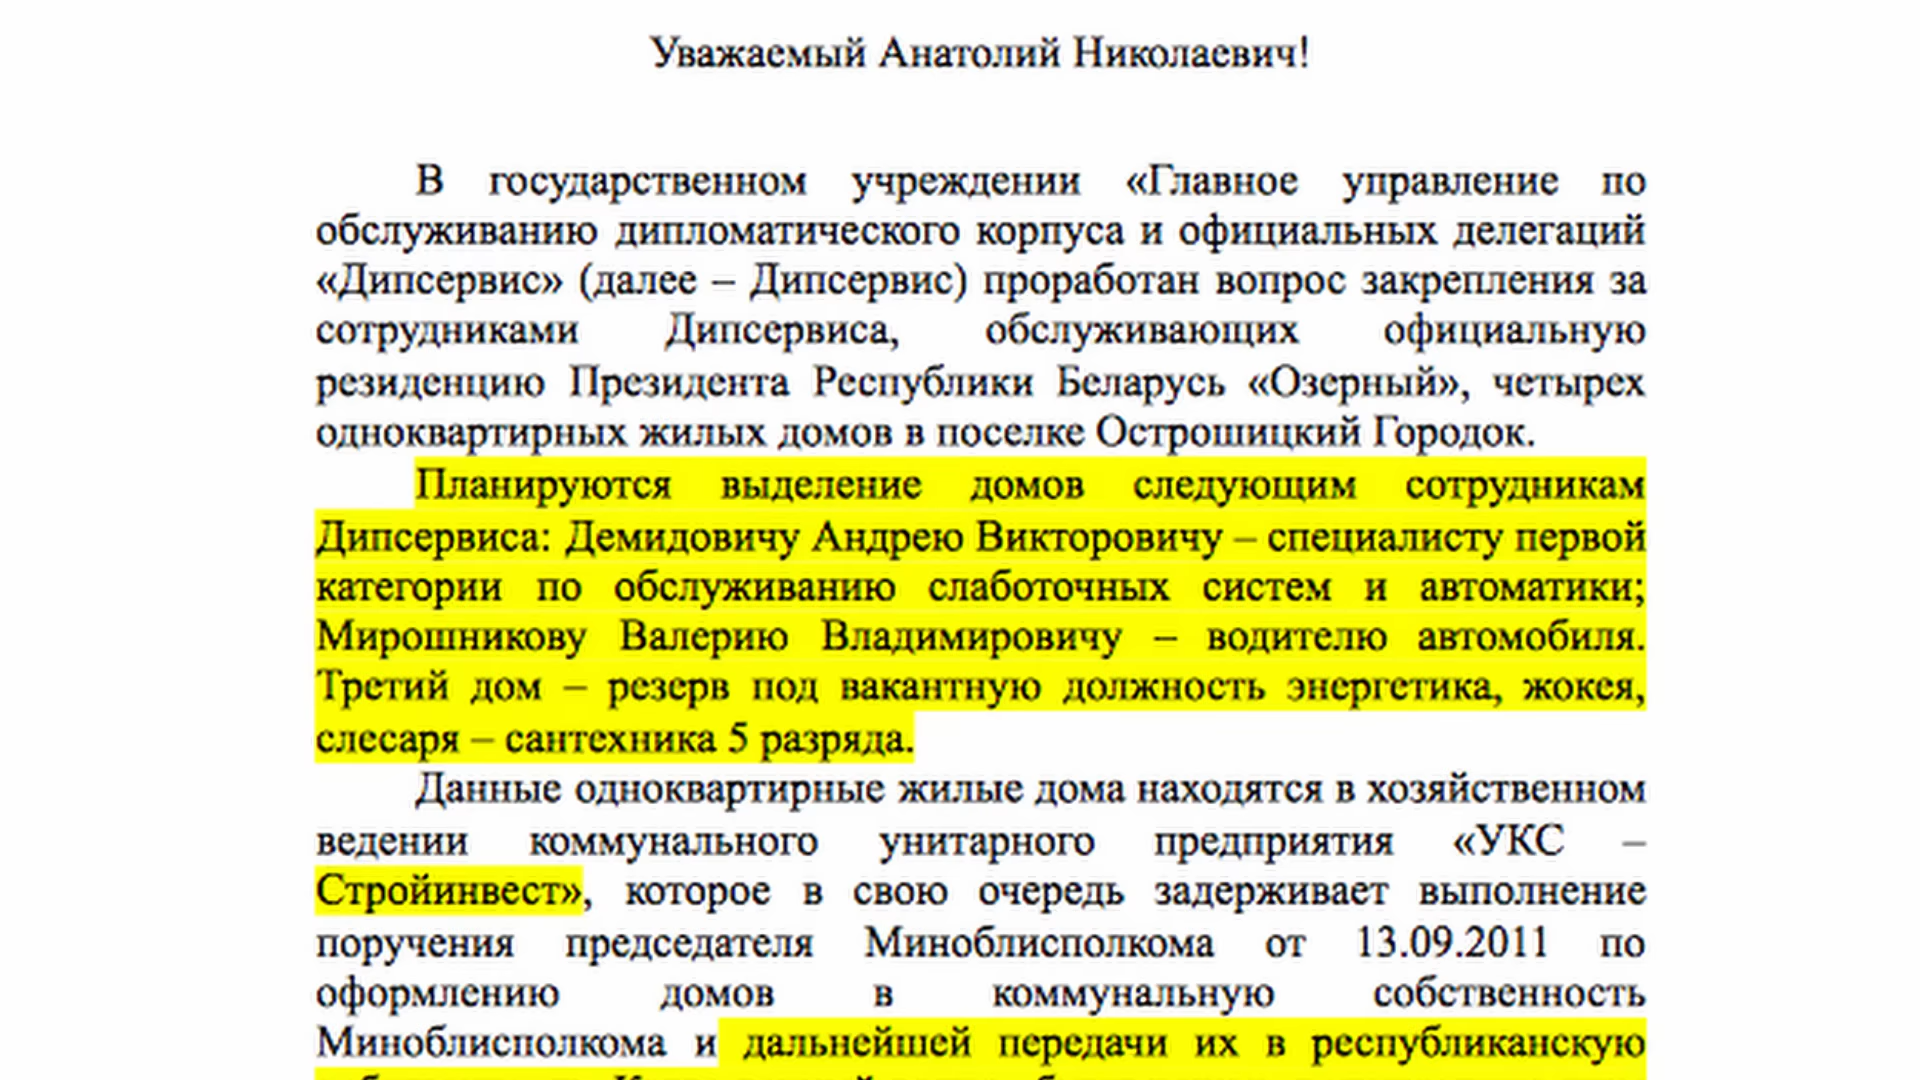 Уважаемый Анатолий Николаевич!
В государственном учреждении «Главное управление по
обслуживанию дипломатического корпуса и официальных делегаций
«Дипсервис» (далее – Дипсервис) проработан вопрос закрепления за
сотрудниками Дипсервиса, обслуживающих официальную
резиденцию Президента Республики Беларусь «Озерный», четырех
одноквартирных жилых домов в поселке Острошицкий Городок.
Планируются выделение домов следующим сотрудникам
Дипсервиса: Демидовичу Андрею Викторовичу – специалисту первой
категории по обслуживанию слаботочных систем и автоматики;
Мирошникову Валерию Владимировичу – водителю автомобиля.
Третий дом – резерв под вакантную должность энергетика, жокея,
слесаря – сантехника 5 разряда.
Данные одноквартирные жилые дома находятся в хозяйственном
ведении коммунального унитарного предприятия «УКС –
Стройинвест», которое в свою очередь задерживает выполнение
поручения председателя Миноблисполкома от 13.09.2011 по
оформлению домов в коммунальную собственность
Миноблисполкома и дальнейшей передачи их в республиканскую